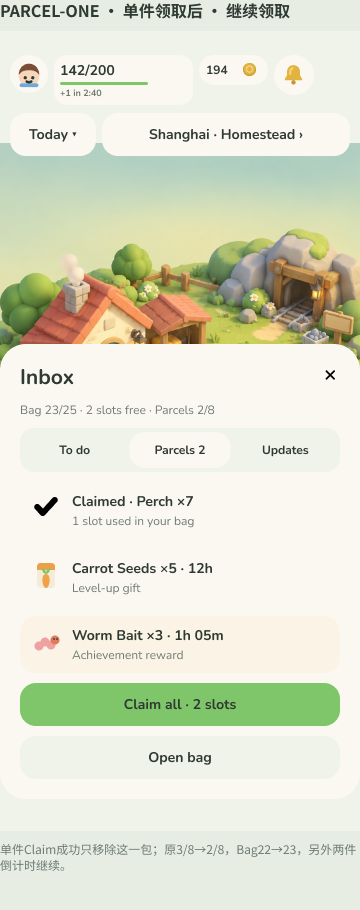 PARCEL-ONE • 单件领取后 • 继续领取
142/200
+1 in 2:40
194
Today ▾
Shanghai · Homestead ›
Inbox
×
Bag 23/25 · 2 slots free · Parcels 2/8
To do
Parcels 2
Updates
Claimed · Perch ×7
1 slot used in your bag
Carrot Seeds ×5 · 12h
Level-up gift
Worm Bait ×3 · 1h 05m
Achievement reward
Claim all · 2 slots
Open bag
单件Claim成功只移除这一包；原3/8→2/8，Bag22→23，另外两件
倒计时继续。